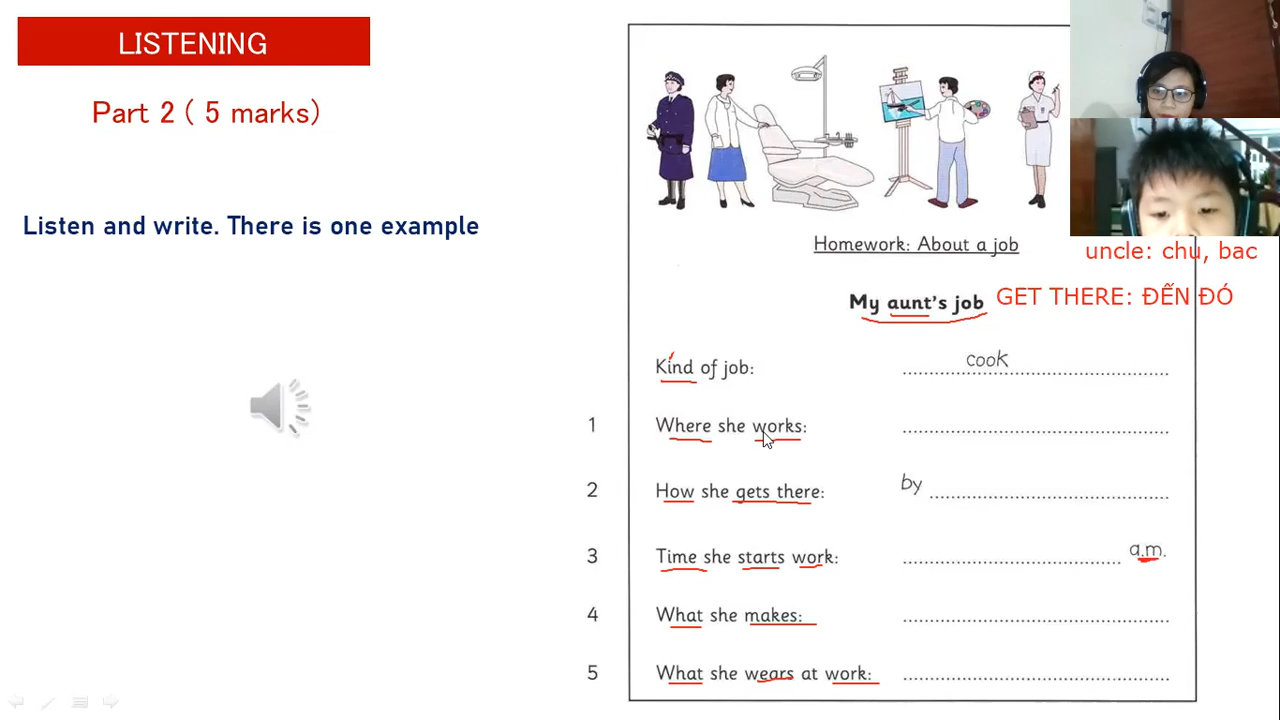 LISTENING
Part 2 ( 5 marks)
Listen and write. There is one example
Homework: About a job
uncle: chu, bac
My aunt's job
GET THERE: ĐẾN ĐÓ
Kind of job: cook
1 Where she works:
2 How she gets there: by
3 Time she starts work: a.m.
4 What she makes:
5 What she wears at work: